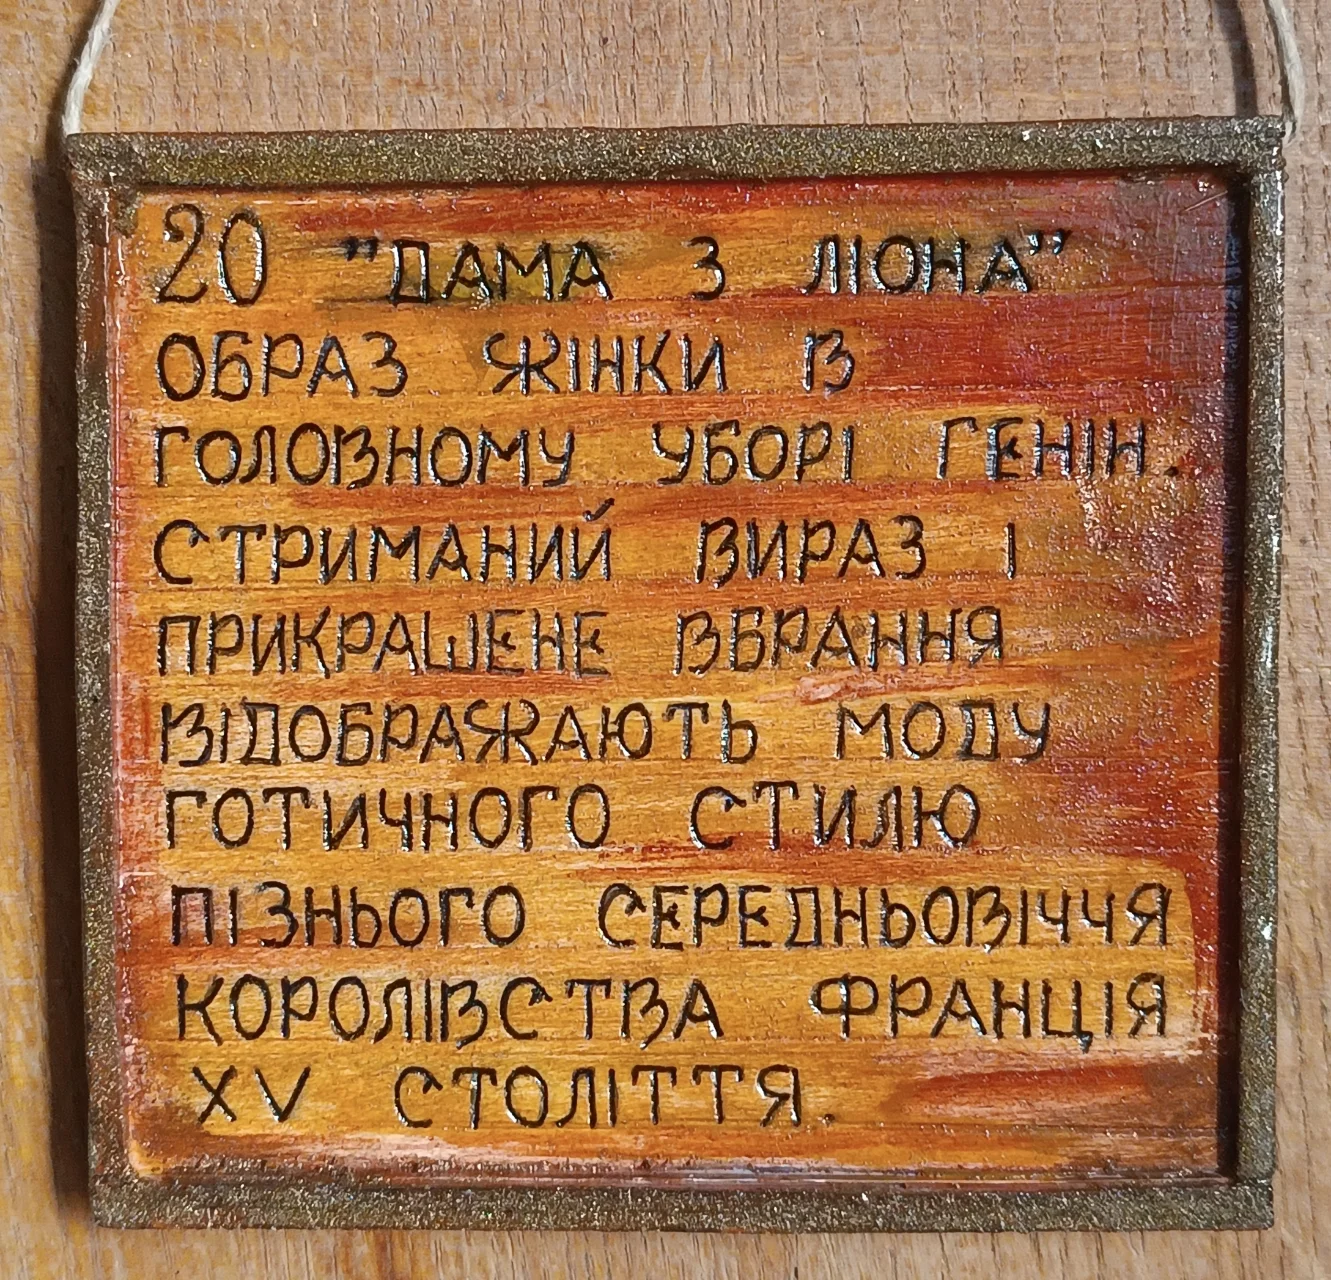 20 "ДАМА З ЛІОНА"
ОБРАЗ ЖІНКИ В
ГОЛОВНОМУ УБОРІ ГЕНІН.
СТРИМАНИЙ ВИРАЗ І
ПРИКРАШЕНЕ ВБРАННЯ
ВІДОБРАЖАЮТЬ МОДУ
ГОТИЧНОГО СТИЛЮ
ПІЗНЬОГО СЕРЕДНЬОВІЧЧЯ
КОРОЛІВСТВА ФРАНЦІЯ
XV СТОЛІТТЯ.